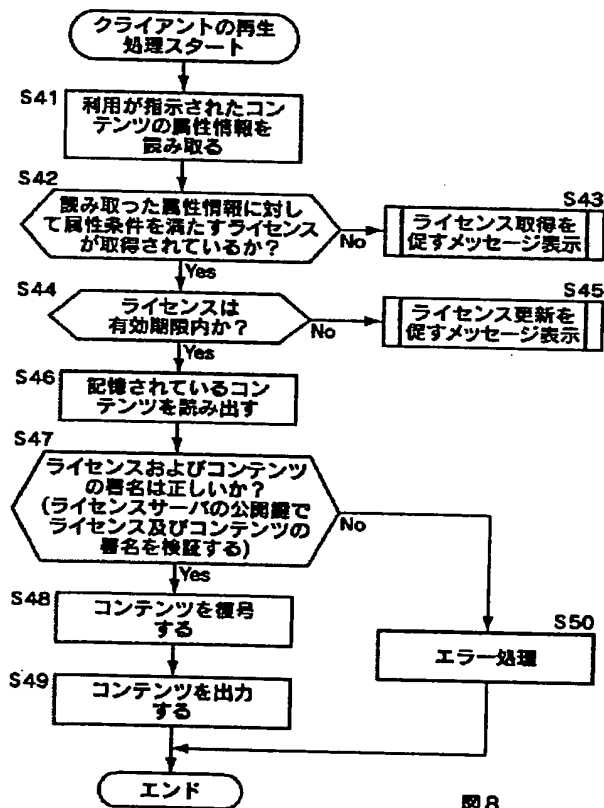 クライアントの再生
処理スタート
S41
利用が指示されたコン
テンツの属性情報を
読み取る
S42
読み取った属性情報に対し
て属性条件を満たすライセンス
が取得されているか?
No
S43
ライセンス取得を
促すメッセージ表示
Yes
S44
ライセンスは
有効期限内か?
No
S45
ライセンス更新を
促すメッセージ表示
Yes
S46
記憶されているコン
テンツを読み出す
S47
ライセンスおよびコンテンツ
の署名は正しいか?
(ライセンスサーバの公開鍵で
ライセンス及びコンテンツの
署名を検証する)
No
Yes
S48
コンテンツを復号
する
S50
エラー処理
S49
コンテンツを出力
する
エンド
図8